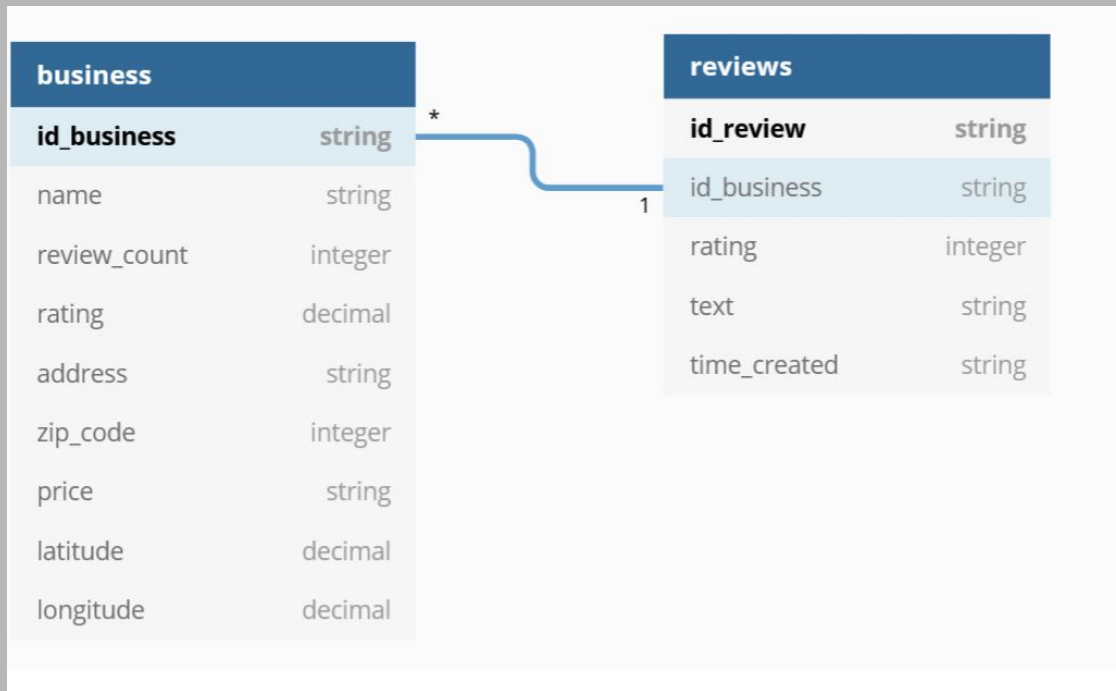 business
id_business string
name string
review_count integer
rating decimal
address string
zip_code integer
price string
latitude decimal
longitude decimal
*
1
reviews
id_review string
id_business string
rating integer
text string
time_created string